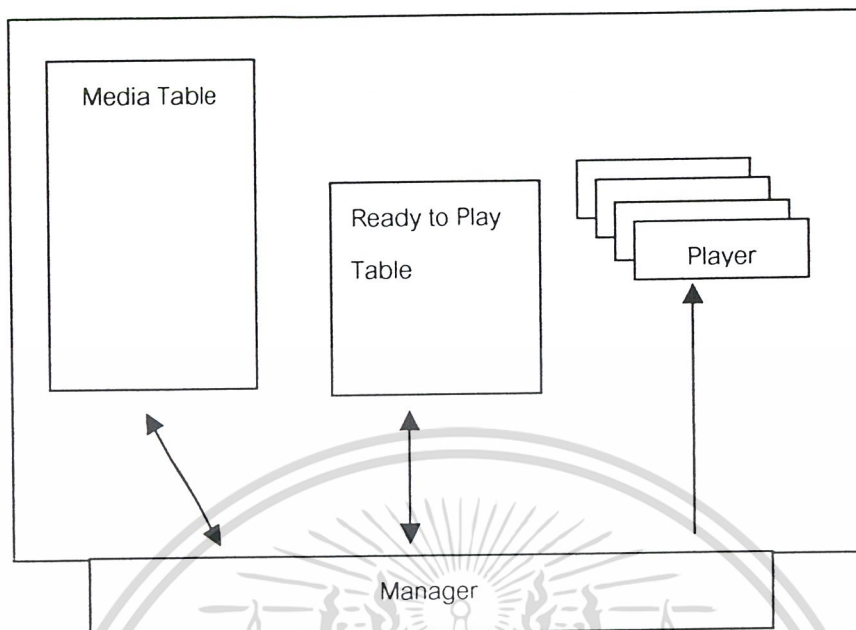 Media Table
Ready to Play
Table
Player
Manager